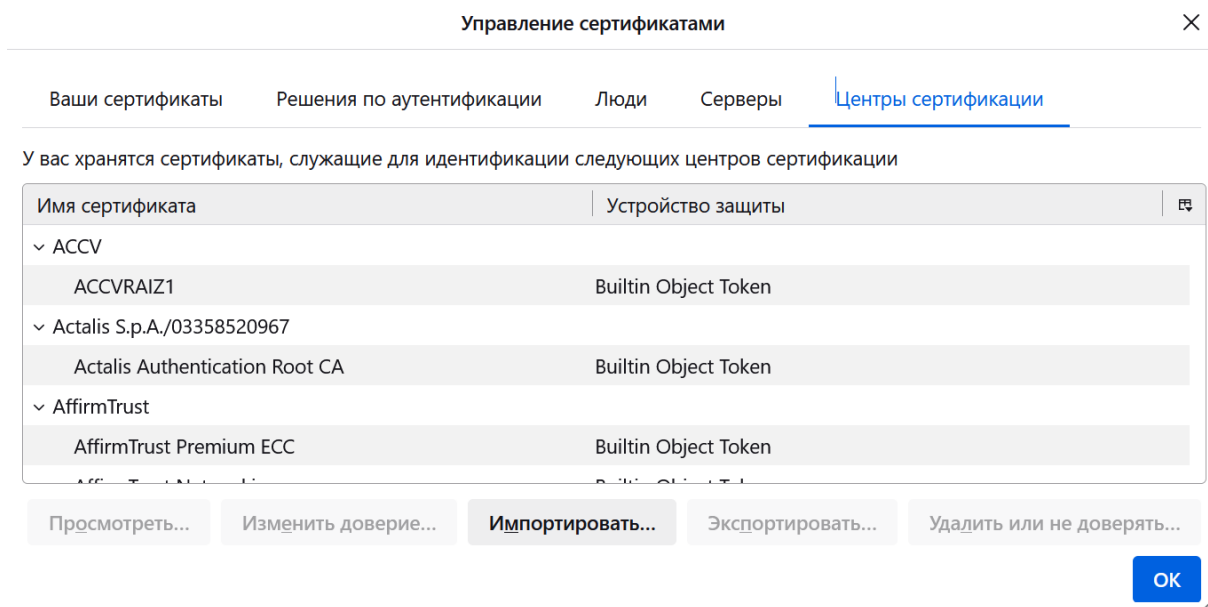 Управление сертификатами
Ваши сертификаты Решения по аутентификации Люди Серверы Центры сертификации
У вас хранятся сертификаты, служащие для идентификации следующих центров сертификации
Имя сертификата Устройство защиты
ACCV
ACCVRAIZ1 Builtin Object Token
Actalis S.p.A./03358520967
Actalis Authentication Root CA Builtin Object Token
AffirmTrust
AffirmTrust Premium ECC Builtin Object Token
Просмотреть... Изменить доверие... Импортировать... Экспортировать... Удалить или не доверять...
ОК